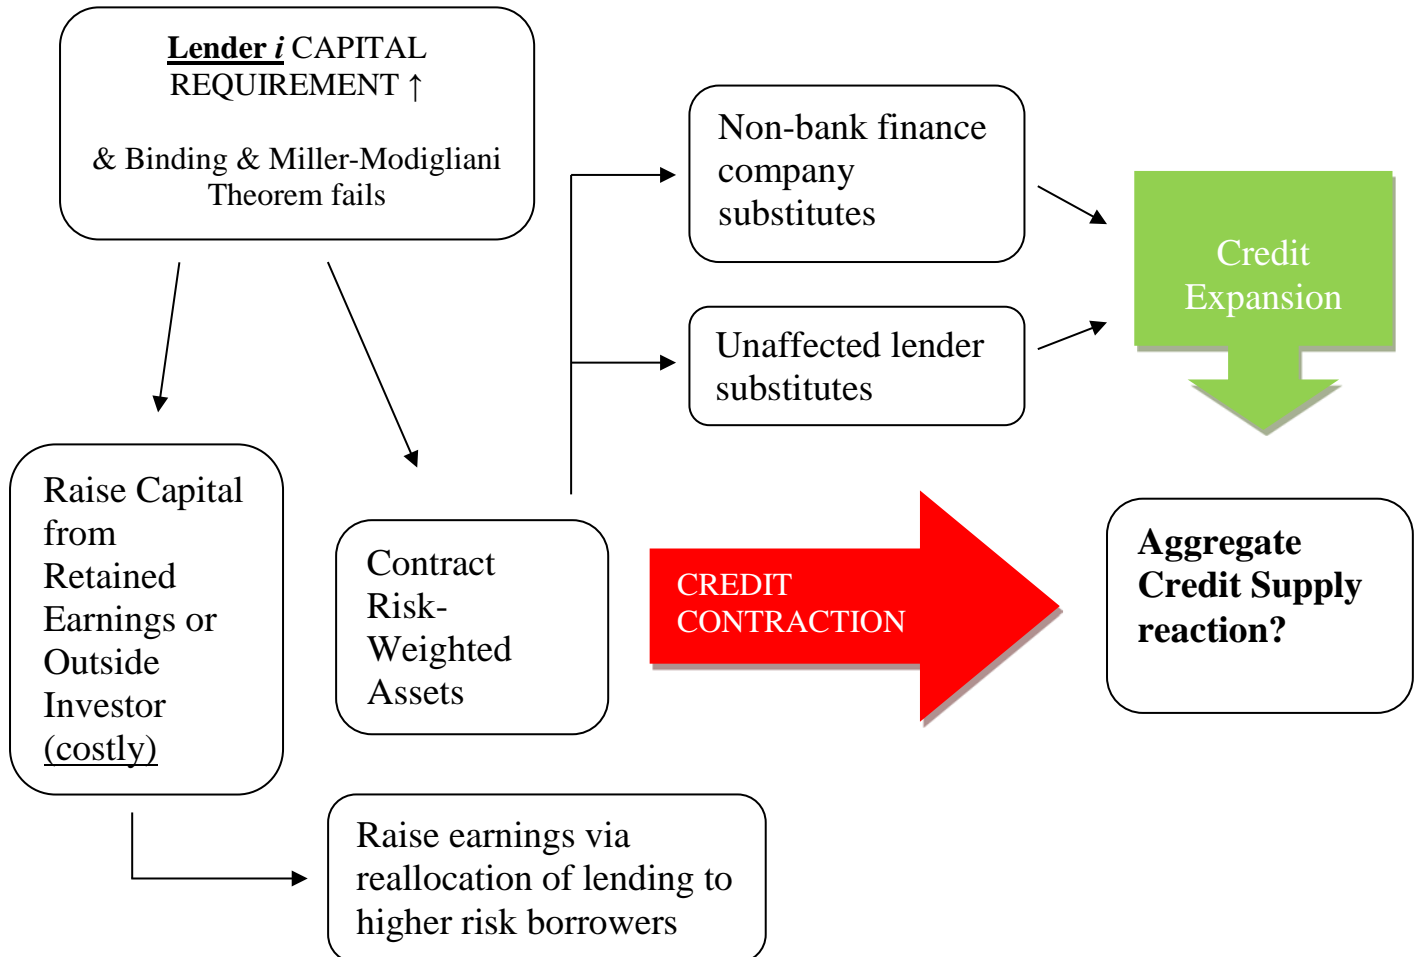 Lender i CAPITAL
REQUIREMENT ↑
& Binding & Miller-Modigliani
Theorem fails
Non-bank finance
company
substitutes
Credit
Expansion
Unaffected lender
substitutes
Raise Capital
from
Retained
Earnings or
Outside
Investor
(costly)
Contract
Risk-
Weighted
Assets
CREDIT
CONTRACTION
Aggregate
Credit Supply
reaction?
Raise earnings via
reallocation of lending to
higher risk borrowers